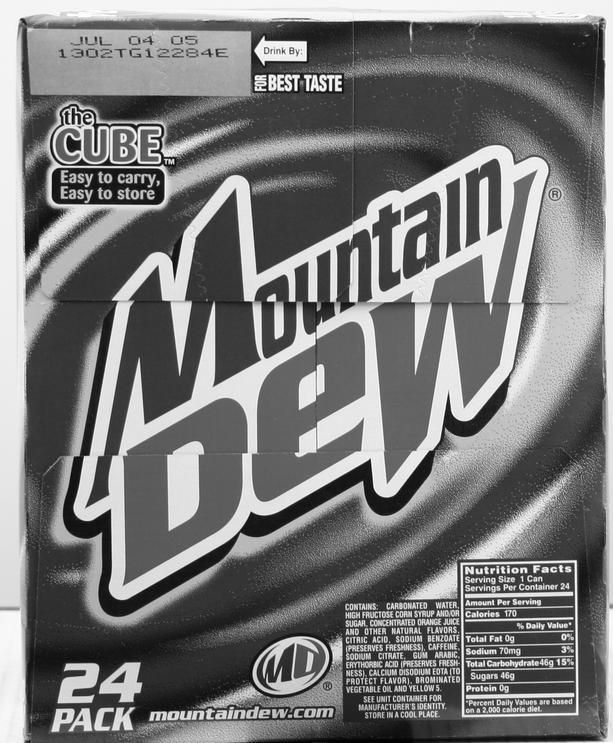 JUL 04 05
1302TG12284E
Drink By:
FOR BEST TASTE
the
CUBE™
Easy to carry,
Easy to store
Mountain
Dew
®
CONTAINS: CARBONATED WATER,
HIGH FRUCTOSE CORN SYRUP AND/OR
SUGAR, CONCENTRATED ORANGE JUICE
AND OTHER NATURAL FLAVORS,
CITRIC ACID, SODIUM BENZOATE
(PRESERVES FRESHNESS), CAFFEINE,
SODIUM CITRATE, GUM ARABIC,
ERYTHORBIC ACID (PRESERVES FRESH-
NESS), CALCIUM DISODIUM EDTA (TO
PROTECT FLAVOR), BROMINATED
VEGETABLE OIL AND YELLOW 5.
SEE UNIT CONTAINER FOR
MANUFACTURER'S IDENTITY.
STORE IN A COOL PLACE.
Nutrition Facts
Serving Size 1 Can
Servings Per Container 24
Amount Per Serving
Calories 170
% Daily Value*
Total Fat 0g 0%
Sodium 70mg 3%
Total Carbohydrate 46g 15%
Sugars 46g
Protein 0g
*Percent Daily Values are based
on a 2,000 calorie diet.
MD®
24
PACK
mountaindew.com